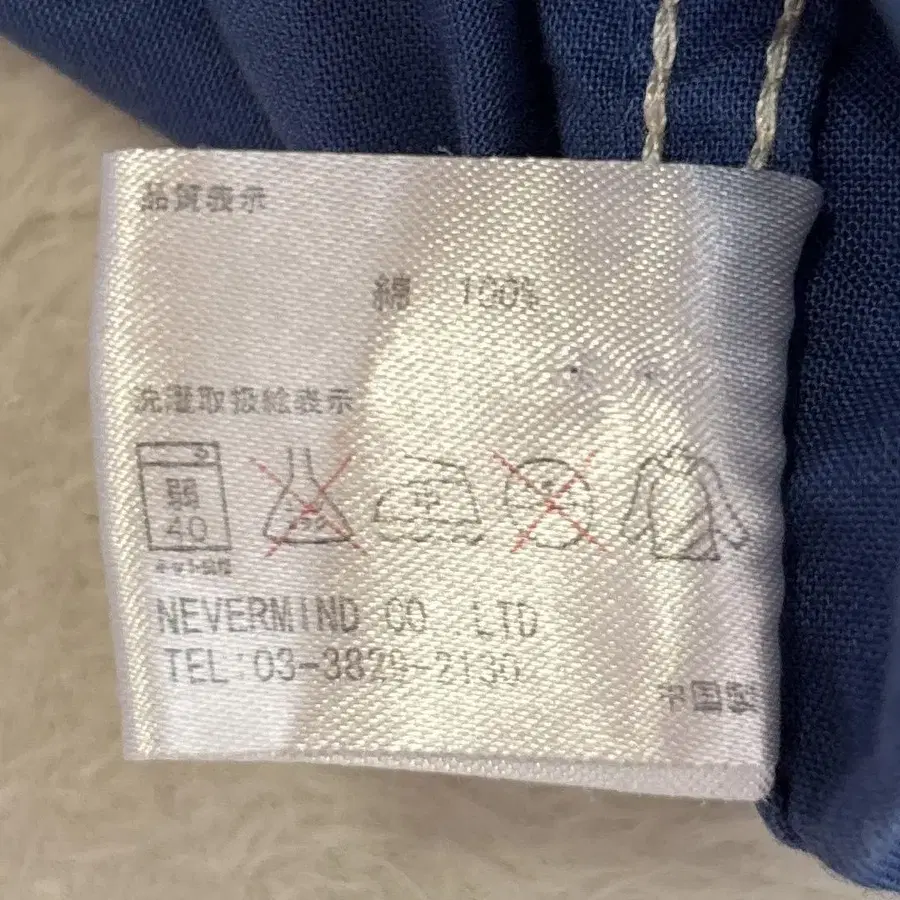 品質表示
綿 100%
洗濯取扱絵表示
弱
40
中
NEVERMIND CO.,LTD
TEL:03-3829-2130
中国製